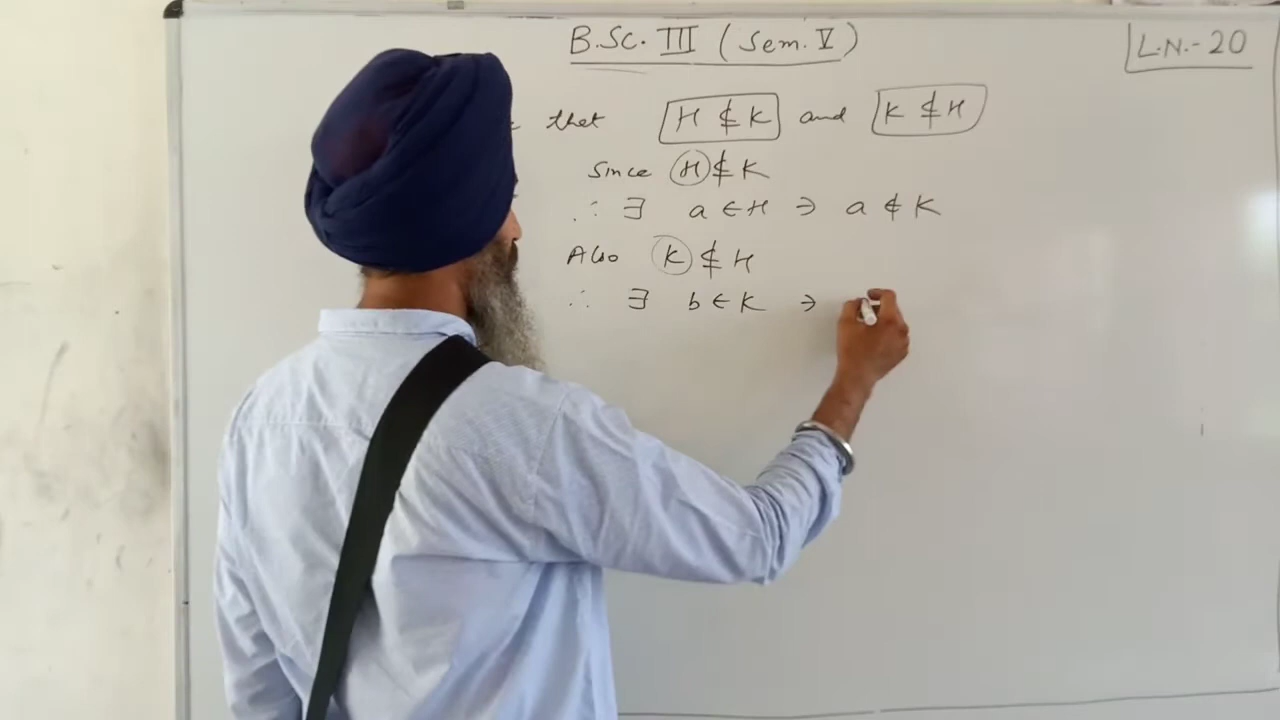 B.Sc. III (Sem. V)
L.N.-20
that H ⊄ K and K ⊄ H
Since H ⊄ K
∴ ∃ a ∈ H ∋ a ∉ K
Also K ⊄ H
∴ ∃ b ∈ K ∋